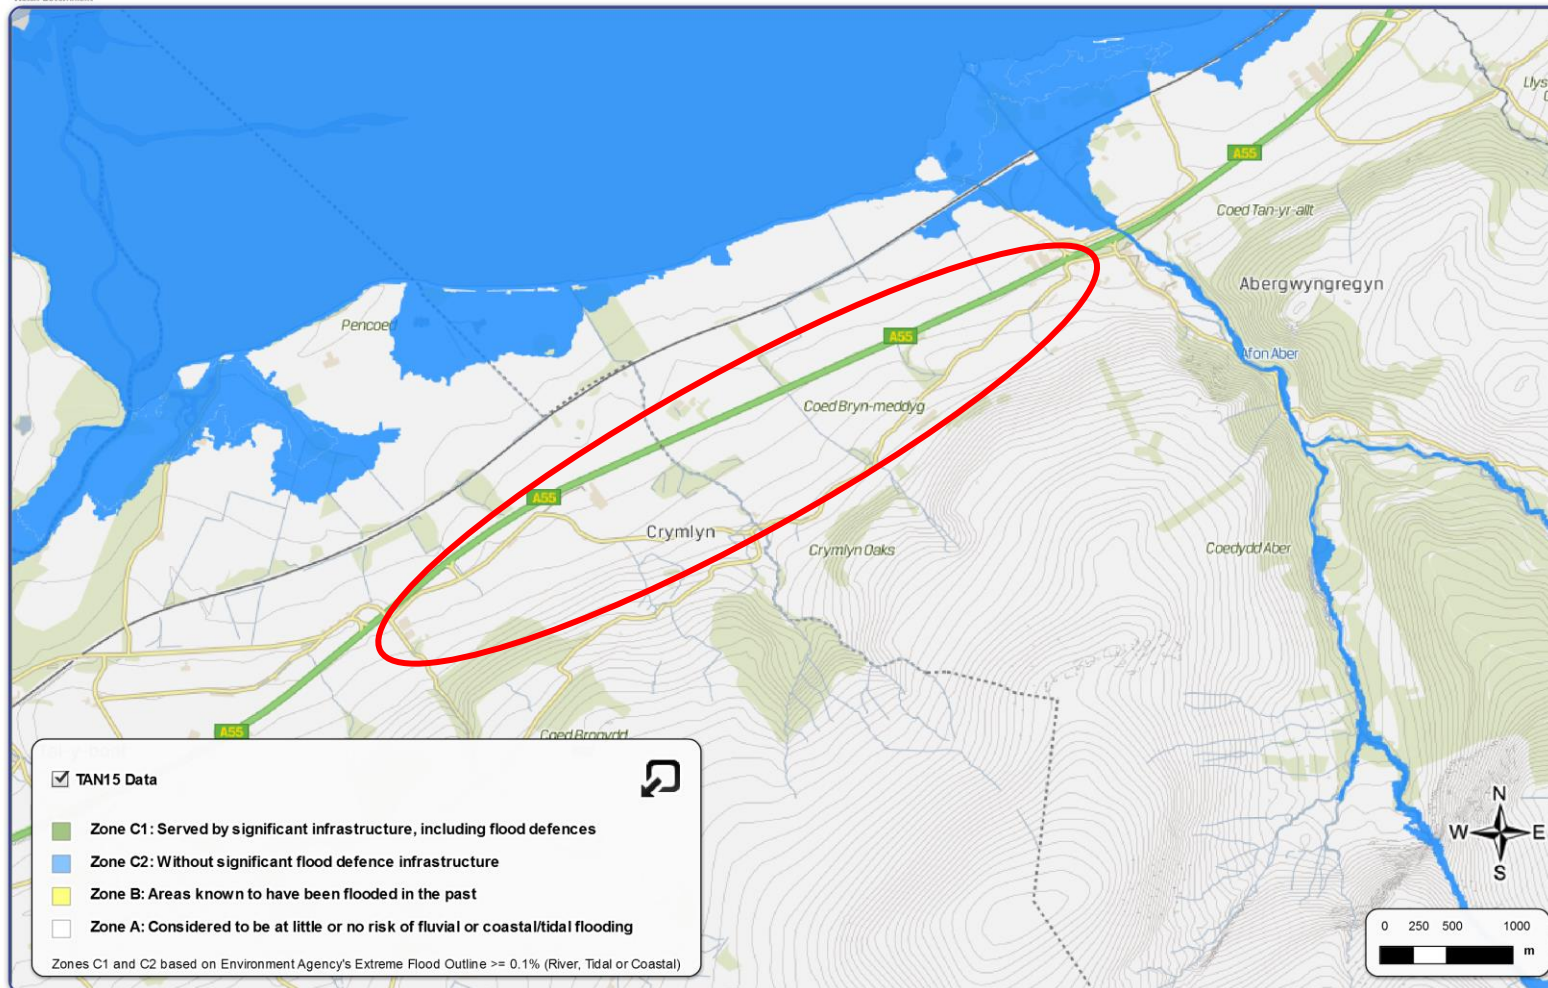 A55
Llys
Coed Tan-yr-allt
Abergwyngregyn
Pencoed
A55
Afon Aber
Coed Bryn-meddyg
A55
Crymlyn
Crymlyn Oaks
Coedydd Aber
A55
Coed Bronydd
TAN15 Data
Zone C1: Served by significant infrastructure, including flood defences
Zone C2: Without significant flood defence infrastructure
Zone B: Areas known to have been flooded in the past
Zone A: Considered to be at little or no risk of fluvial or coastal/tidal flooding
Zones C1 and C2 based on Environment Agency's Extreme Flood Outline >= 0.1% (River, Tidal or Coastal)
N
W E
S
0 250 500 1000
m